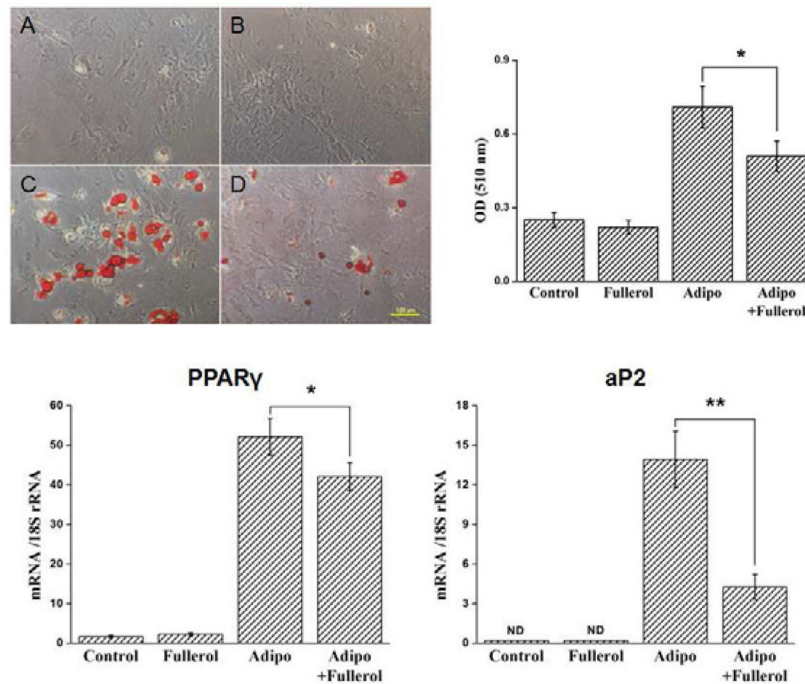 A
B
C
D
100 μm
0.9
0.6
0.3
0.0
OD (510 nm)
*
Control
Fullerol
Adipo
Adipo
+Fullerol
PPARγ
60
50
40
30
20
10
0
mRNA /18S rRNA
*
Control
Fullerol
Adipo
Adipo
+Fullerol
aP2
18
15
12
9
6
3
0
mRNA /18S rRNA
**
ND
ND
Control
Fullerol
Adipo
Adipo
+Fullerol